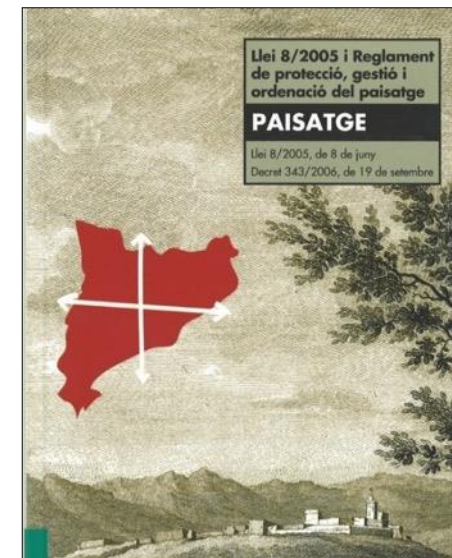 Llei 8/2005 i Reglament
de protecció, gestió i
ordenació del paisatge
PAISATGE
Llei 8/2005, de 8 de juny
Decret 343/2006, de 19 de setembre